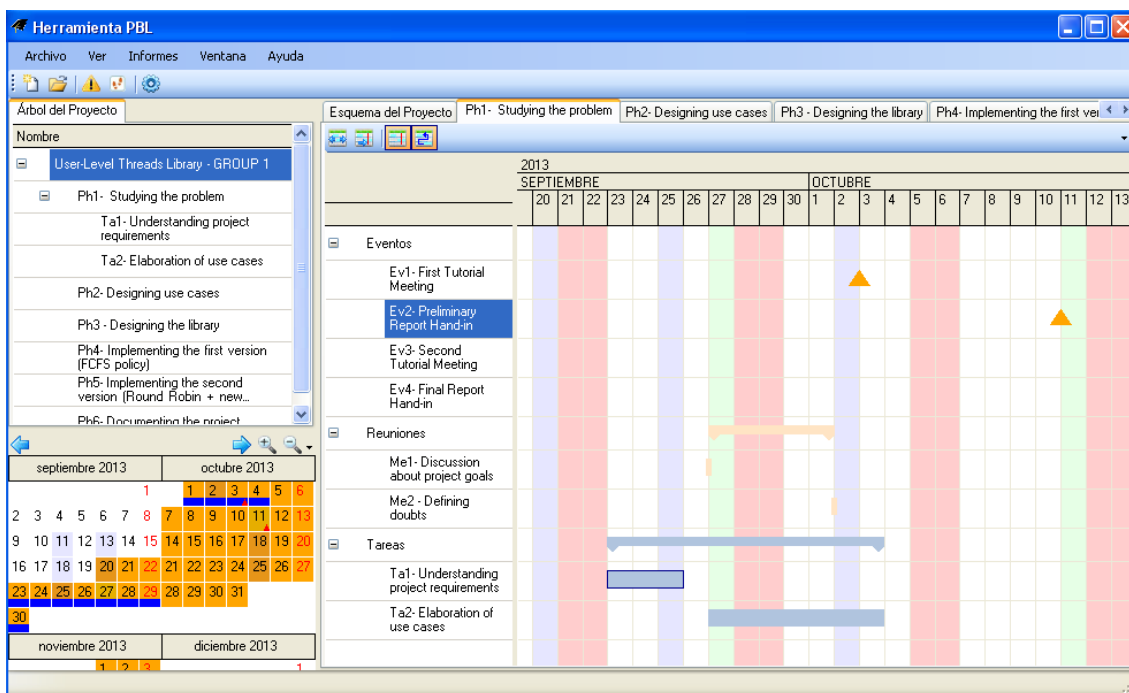 Herramienta PBL
Archivo Ver Informes Ventana Ayuda
Árbol del Proyecto
Nombre
User-Level Threads Library - GROUP 1
Ph1- Studying the problem
Ta1- Understanding project
requirements
Ta2- Elaboration of use cases
Ph2- Designing use cases
Ph3 - Designing the library
Ph4- Implementing the first version
(FCFS policy)
Ph5- Implementing the second
version (Round Robin + new...
Ph6- Documenting the project
septiembre 2013 octubre 2013
1 1 2 3 4 5 6
2 3 4 5 6 7 8 7 8 9 10 11 12 13
9 10 11 12 13 14 15 14 15 16 17 18 19 20
16 17 18 19 20 21 22 21 22 23 24 25 26 27
23 24 25 26 27 28 29 28 29 30 31
30
noviembre 2013 diciembre 2013
1 2 3 1
Esquema del Proyecto Ph1- Studying the problem Ph2- Designing use cases Ph3 - Designing the library Ph4- Implementing the first ver
2013
SEPTIEMBRE OCTUBRE
20 21 22 23 24 25 26 27 28 29 30 1 2 3 4 5 6 7 8 9 10 11 12 13
Eventos
Ev1- First Tutorial
Meeting
Ev2- Preliminary
Report Hand-in
Ev3- Second
Tutorial Meeting
Ev4- Final Report
Hand-in
Reuniones
Me1- Discussion
about project goals
Me2 - Defining
doubts
Tareas
Ta1- Understanding
project requirements
Ta2- Elaboration of
use cases